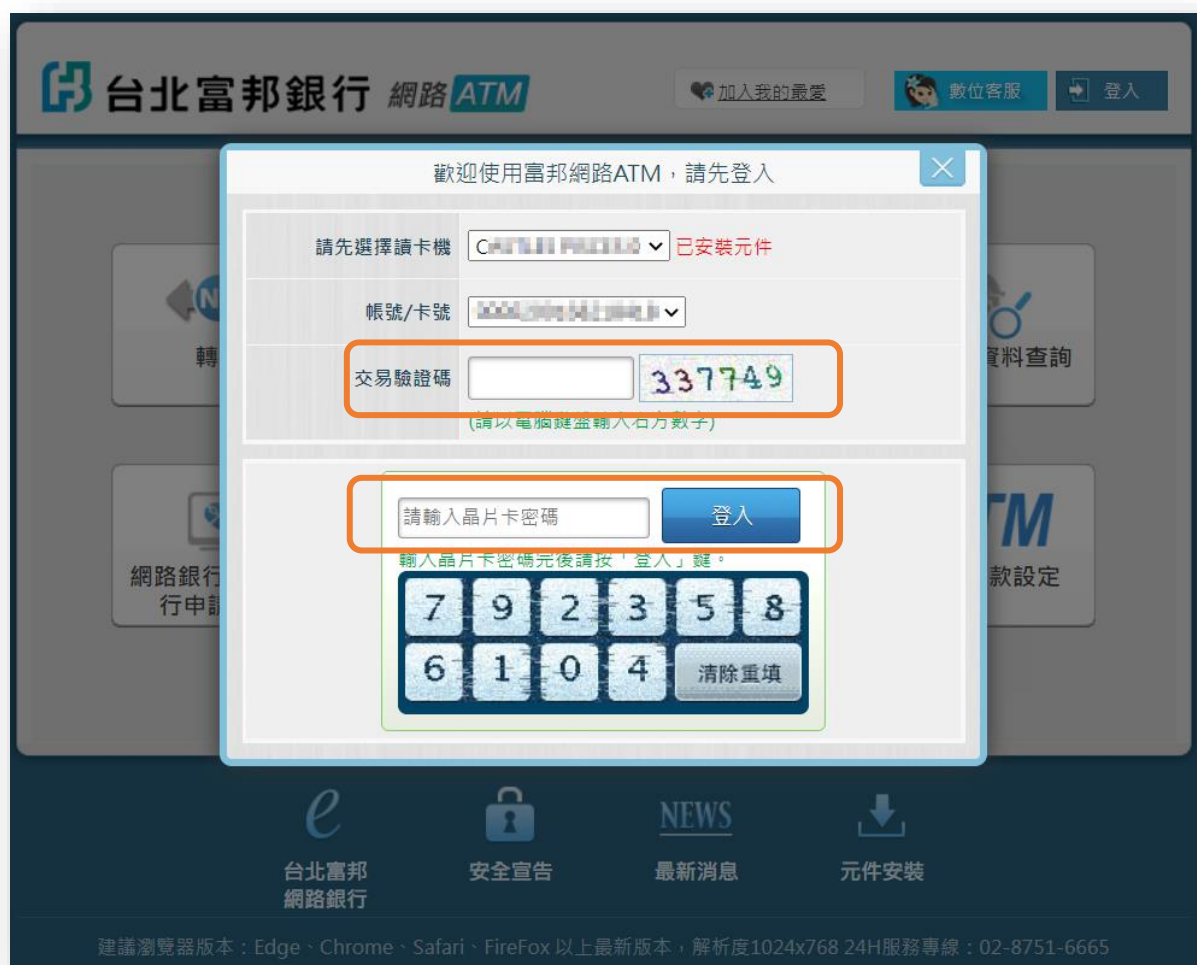 台北富邦銀行 網路ATM
加入我的最愛
數位客服
登入
歡迎使用富邦網路ATM，請先登入
請先選擇讀卡機
C
已安裝元件
帳號/卡號
交易驗證碼
337749
(請以電腦鍵盤輸入右方數字)
轉
資料查詢
請輸入晶片卡密碼
登入
輸入晶片卡密碼完後請按「登入」鍵。
7 9 2 3 5 8
6 1 0 4 清除重填
網路銀行
行申請
TM
款設定
e
NEWS
台北富邦
網路銀行
安全宣告
最新消息
元件安裝
建議瀏覽器版本：Edge、Chrome、Safari、FireFox 以上最新版本，解析度1024x768 24H服務專線：02-8751-6665